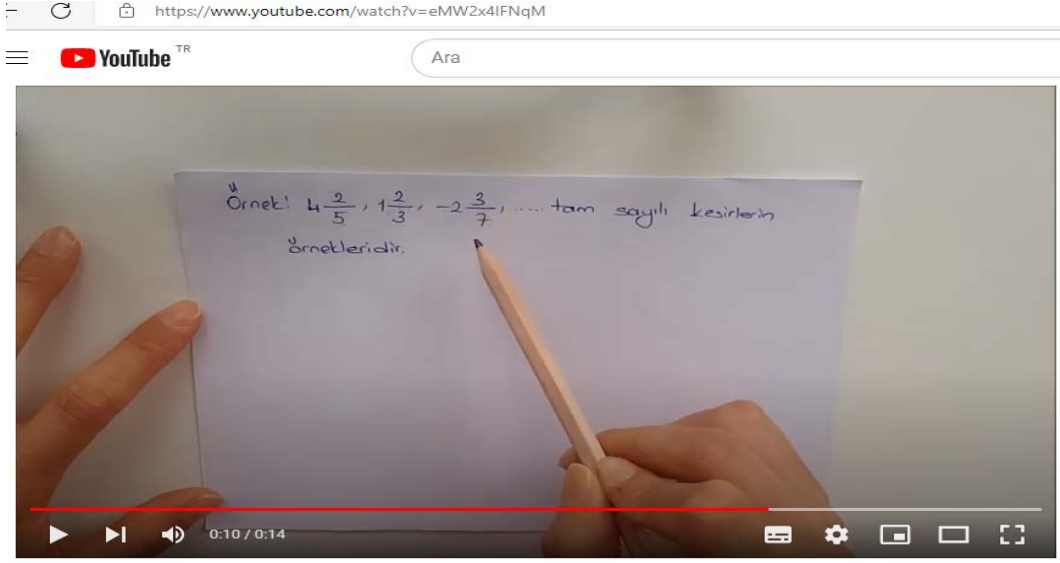 https://www.youtube.com/watch?v=eMW2x4IFNqM
YouTube TR
Ara
Örnek: 4 2/5, 1 2/3, -2 3/7, ..... tam sayılı kesirlerin
örnekleridir.
0:10 / 0:14